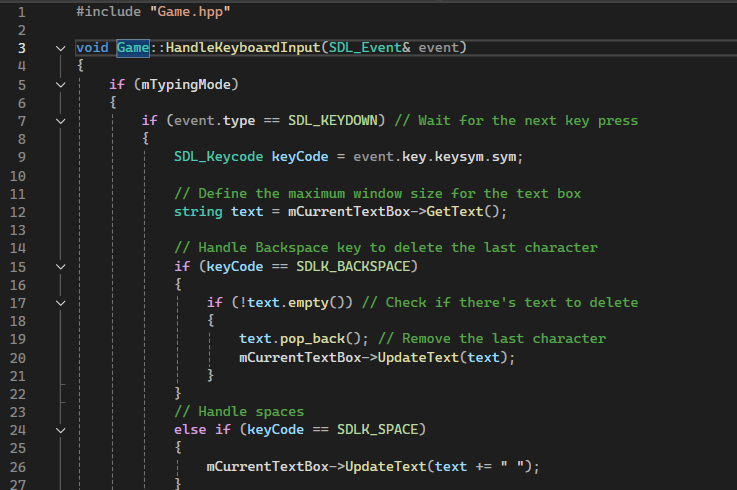 1 #include "Game.hpp"
2
3 void Game::HandleKeyboardInput(SDL_Event& event)
4 {
5     if (mTypingMode)
6     {
7         if (event.type == SDL_KEYDOWN) // Wait for the next key press
8         {
9             SDL_Keycode keyCode = event.key.keysym.sym;
10
11             // Define the maximum window size for the text box
12             string text = mCurrentTextBox->GetText();
13
14             // Handle Backspace key to delete the last character
15             if (keyCode == SDLK_BACKSPACE)
16             {
17                 if (!text.empty()) // Check if there's text to delete
18                 {
19                     text.pop_back(); // Remove the last character
20                     mCurrentTextBox->UpdateText(text);
21                 }
22             }
23             // Handle spaces
24             else if (keyCode == SDLK_SPACE)
25             {
26                 mCurrentTextBox->UpdateText(text += " ");
27             }